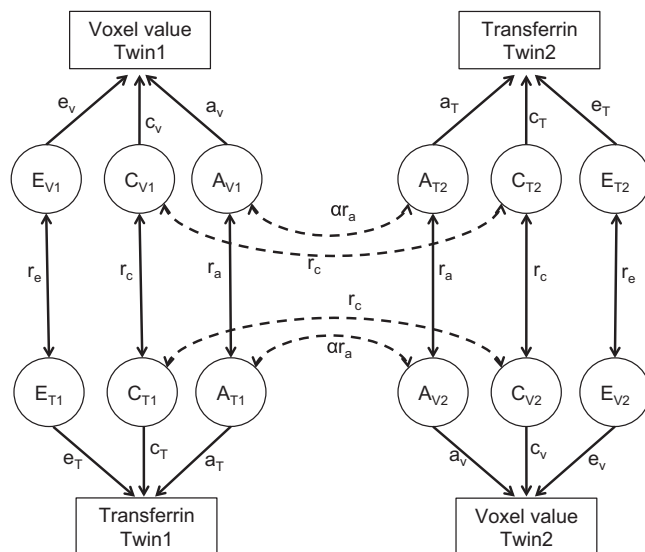 Voxel value
Twin1
Transferrin
Twin2
e_v c_v a_v
a_T c_T e_T
E_V1 C_V1 A_V1
A_T2 C_T2 E_T2
αr_a
r_c
r_e r_c r_a
r_a r_c r_e
r_c
αr_a
E_T1 C_T1 A_T1
A_V2 C_V2 E_V2
e_T c_T a_T
a_v c_v e_v
Transferrin
Twin1
Voxel value
Twin2